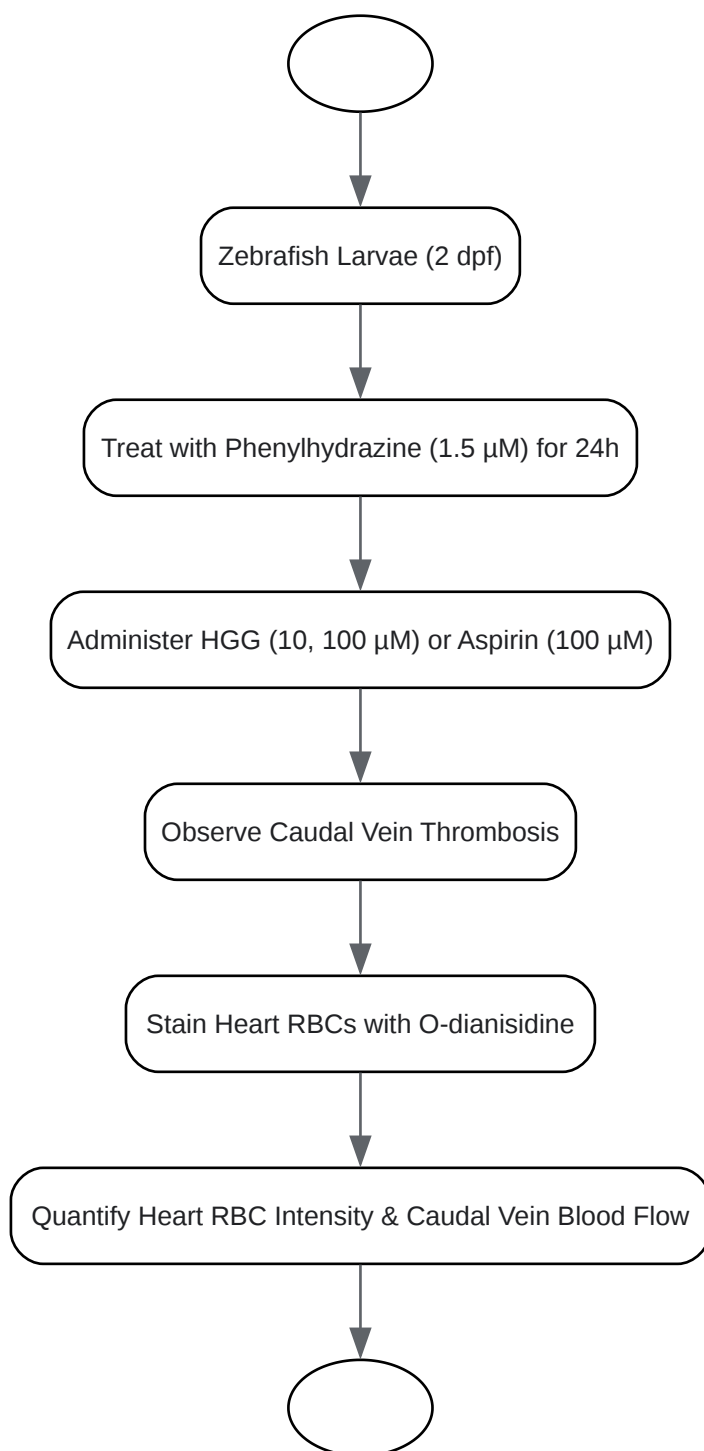 Zebrafish Larvae (2 dpf)
Treat with Phenylhydrazine (1.5 µM) for 24h
Administer HGG (10, 100 µM) or Aspirin (100 µM)
Observe Caudal Vein Thrombosis
Stain Heart RBCs with O-dianisidine
Quantify Heart RBC Intensity & Caudal Vein Blood Flow